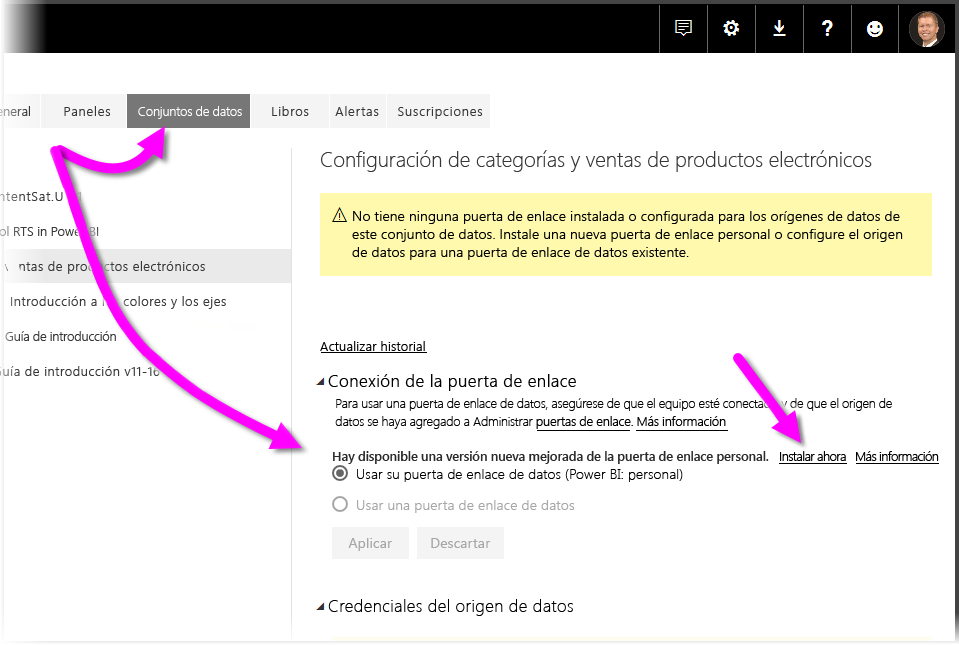 ?
eneral Paneles Conjuntos de datos Libros Alertas Suscripciones
Configuración de categorías y ventas de productos electrónicos
No tiene ninguna puerta de enlace instalada o configurada para los orígenes de datos de
este conjunto de datos. Instale una nueva puerta de enlace personal o configure el origen
de datos para una puerta de enlace de datos existente.
ntentSat.U
ol RTS in Power BI
ntas de productos electrónicos
Introducción a los colores y los ejes
Guía de introducción
uía de introducción v11-16
Actualizar historial
Conexión de la puerta de enlace
Para usar una puerta de enlace de datos, asegúrese de que el equipo esté conectado y de que el origen de
datos se haya agregado a Administrar puertas de enlace. Más información
Hay disponible una versión nueva mejorada de la puerta de enlace personal. Instalar ahora Más información
Usar su puerta de enlace de datos (Power BI: personal)
Usar una puerta de enlace de datos
Aplicar Descartar
Credenciales del origen de datos